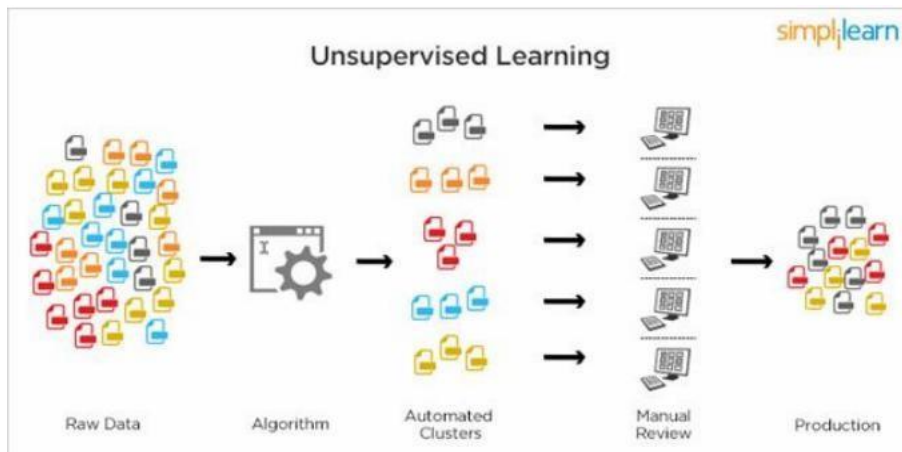 simplilearn
Unsupervised Learning
Raw Data
Algorithm
Automated
Clusters
Manual
Review
Production